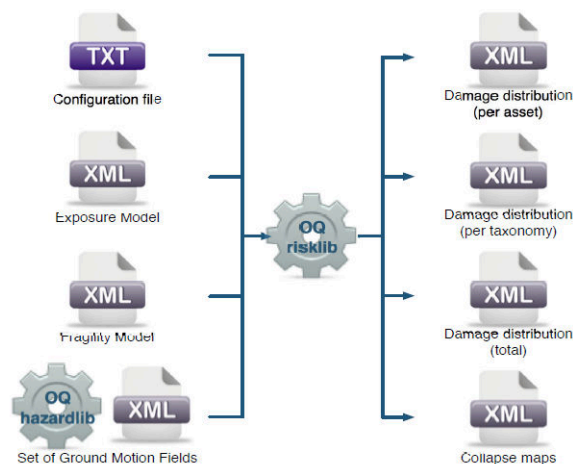 TXT
Configuration file
XML
Exposure Model
XML
Fragility Model
OQ
hazardlib
XML
Set of Ground Motion Fields
OQ
risklib
XML
Damage distribution
(per asset)
XML
Damage distribution
(per taxonomy)
XML
Damage distribution
(total)
XML
Collapse maps